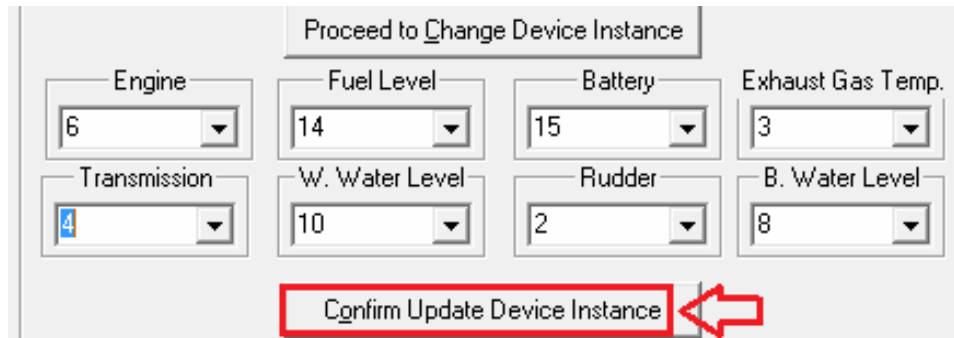 Proceed to Change Device Instance
Engine Fuel Level Battery Exhaust Gas Temp.
6 14 15 3
Transmission W. Water Level Rudder B. Water Level
4 10 2 8
Confirm Update Device Instance